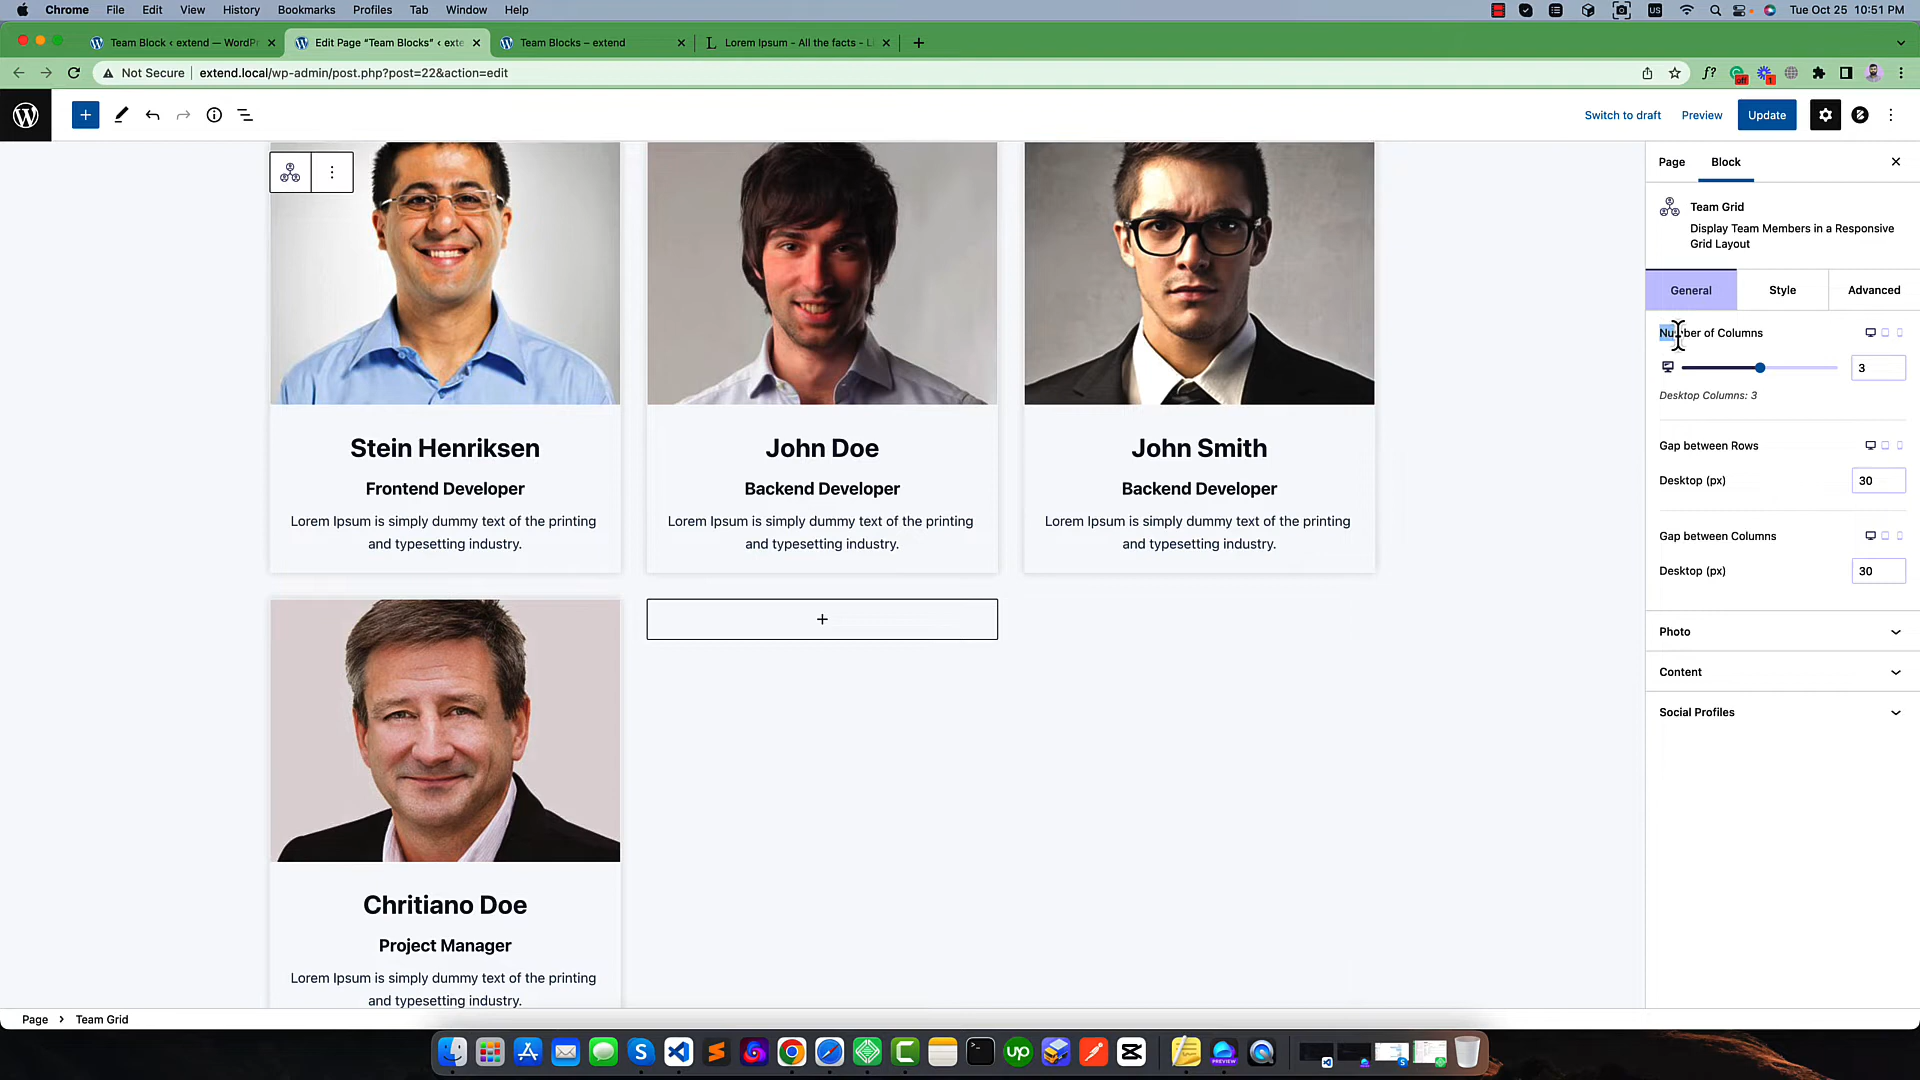 Chrome File Edit View History Bookmarks Profiles Tab Window Help US Tue Oct 25 10:51 PM
Team Block ‹ extend — WordPr
Edit Page “Team Blocks” ‹ exte
Team Blocks – extend
Lorem Ipsum - All the facts - Li
Not Secure extend.local/wp-admin/post.php?post=22&action=edit
Switch to draft Preview Update
Page Block
Team Grid
Display Team Members in a Responsive
Grid Layout
General Style Advanced
Number of Columns
3
Desktop Columns: 3
Gap between Rows
Desktop (px) 30
Gap between Columns
Desktop (px) 30
Photo
Content
Social Profiles
Stein Henriksen
Frontend Developer
Lorem Ipsum is simply dummy text of the printing
and typesetting industry.
John Doe
Backend Developer
Lorem Ipsum is simply dummy text of the printing
and typesetting industry.
John Smith
Backend Developer
Lorem Ipsum is simply dummy text of the printing
and typesetting industry.
Chritiano Doe
Project Manager
Lorem Ipsum is simply dummy text of the printing
and typesetting industry.
Page › Team Grid